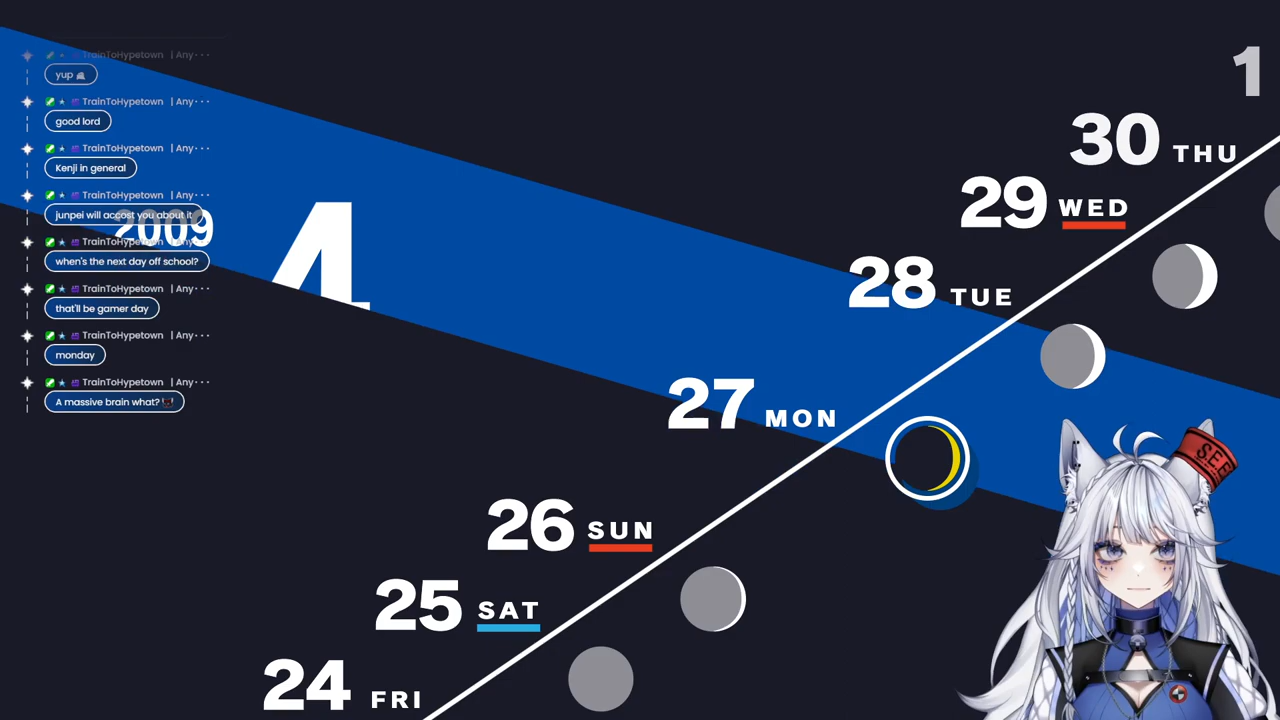 TrainToHypetown | Any···
yup
TrainToHypetown | Any···
good lord
TrainToHypetown | Any···
Kenji in general
TrainToHypetown | Any···
junpei will accost you about it
2009
TrainToHypetown | Any···
when's the next day off school?
TrainToHypetown | Any···
that'll be gamer day
TrainToHypetown | Any···
monday
TrainToHypetown | Any···
A massive brain what?
4
1
30 THU
29 WED
28 TUE
27 MON
26 SUN
25 SAT
24 FRI
S.E.E